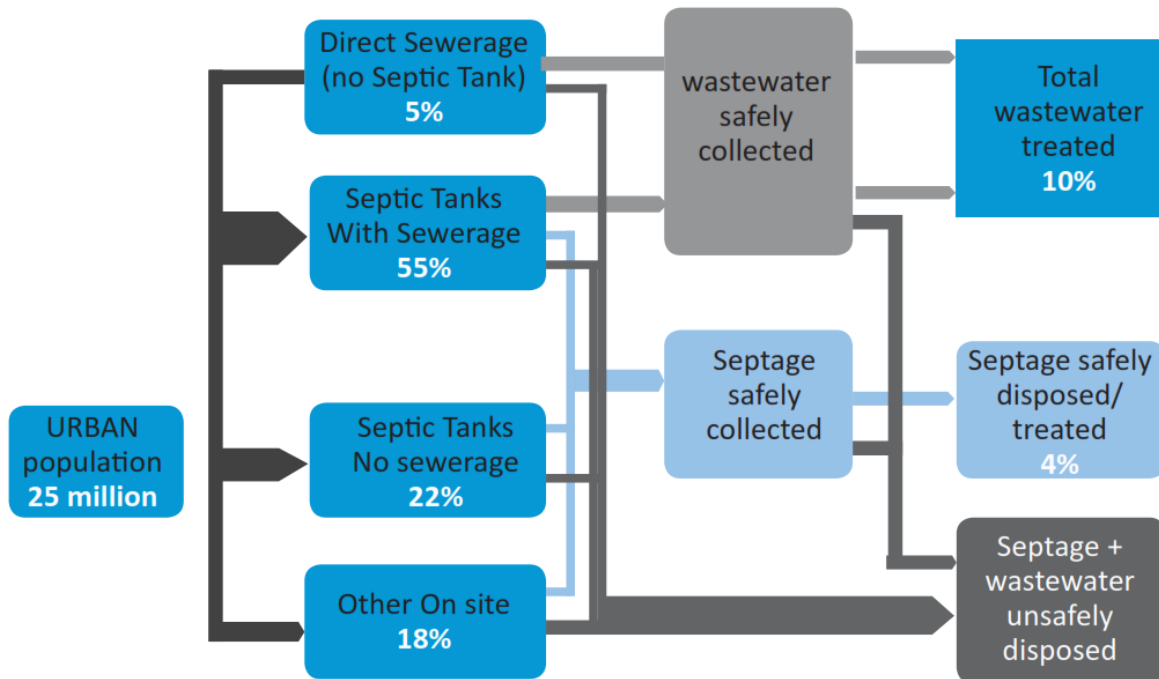 Direct Sewerage
(no Septic Tank)
5%
wastewater
safely
collected
Total
wastewater
treated
10%
Septic Tanks
With Sewerage
55%
URBAN
population
25 million
Septic Tanks
No sewerage
22%
Septage
safely
collected
Septage safely
disposed/
treated
4%
Other On site
18%
Septage +
wastewater
unsafely
disposed